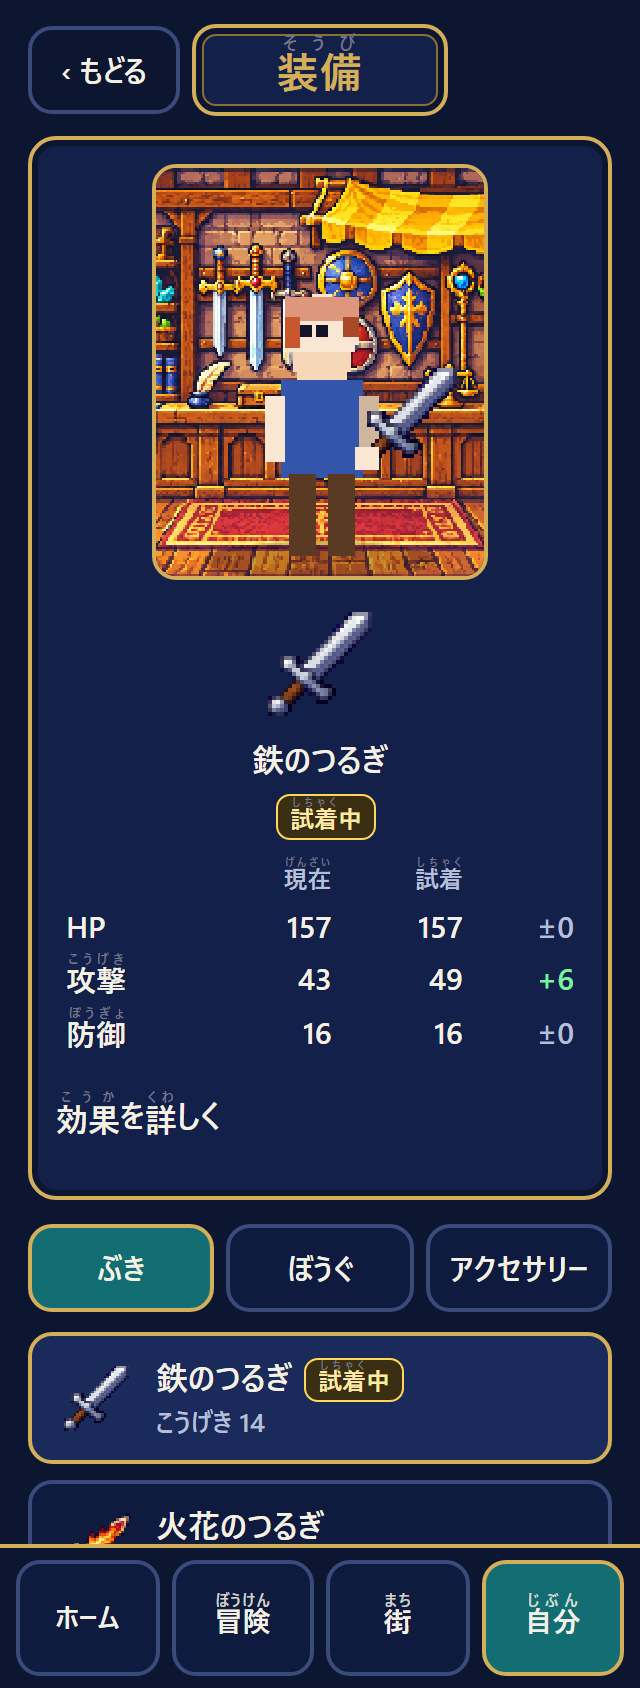 ‹ もどる
そうび
装備
鉄のつるぎ
しちゃく
試着中
げんざい しちゃく
現在 試着
HP 157 157 ±0
こうげき
攻撃 43 49 +6
ぼうぎょ
防御 16 16 ±0
こうか くわ
効果を詳しく
ぶき ぼうぐ アクセサリー
しちゃく
鉄のつるぎ 試着中
こうげき 14
火花のつるぎ
ぼうけん まち じぶん
ホーム 冒険 街 自分